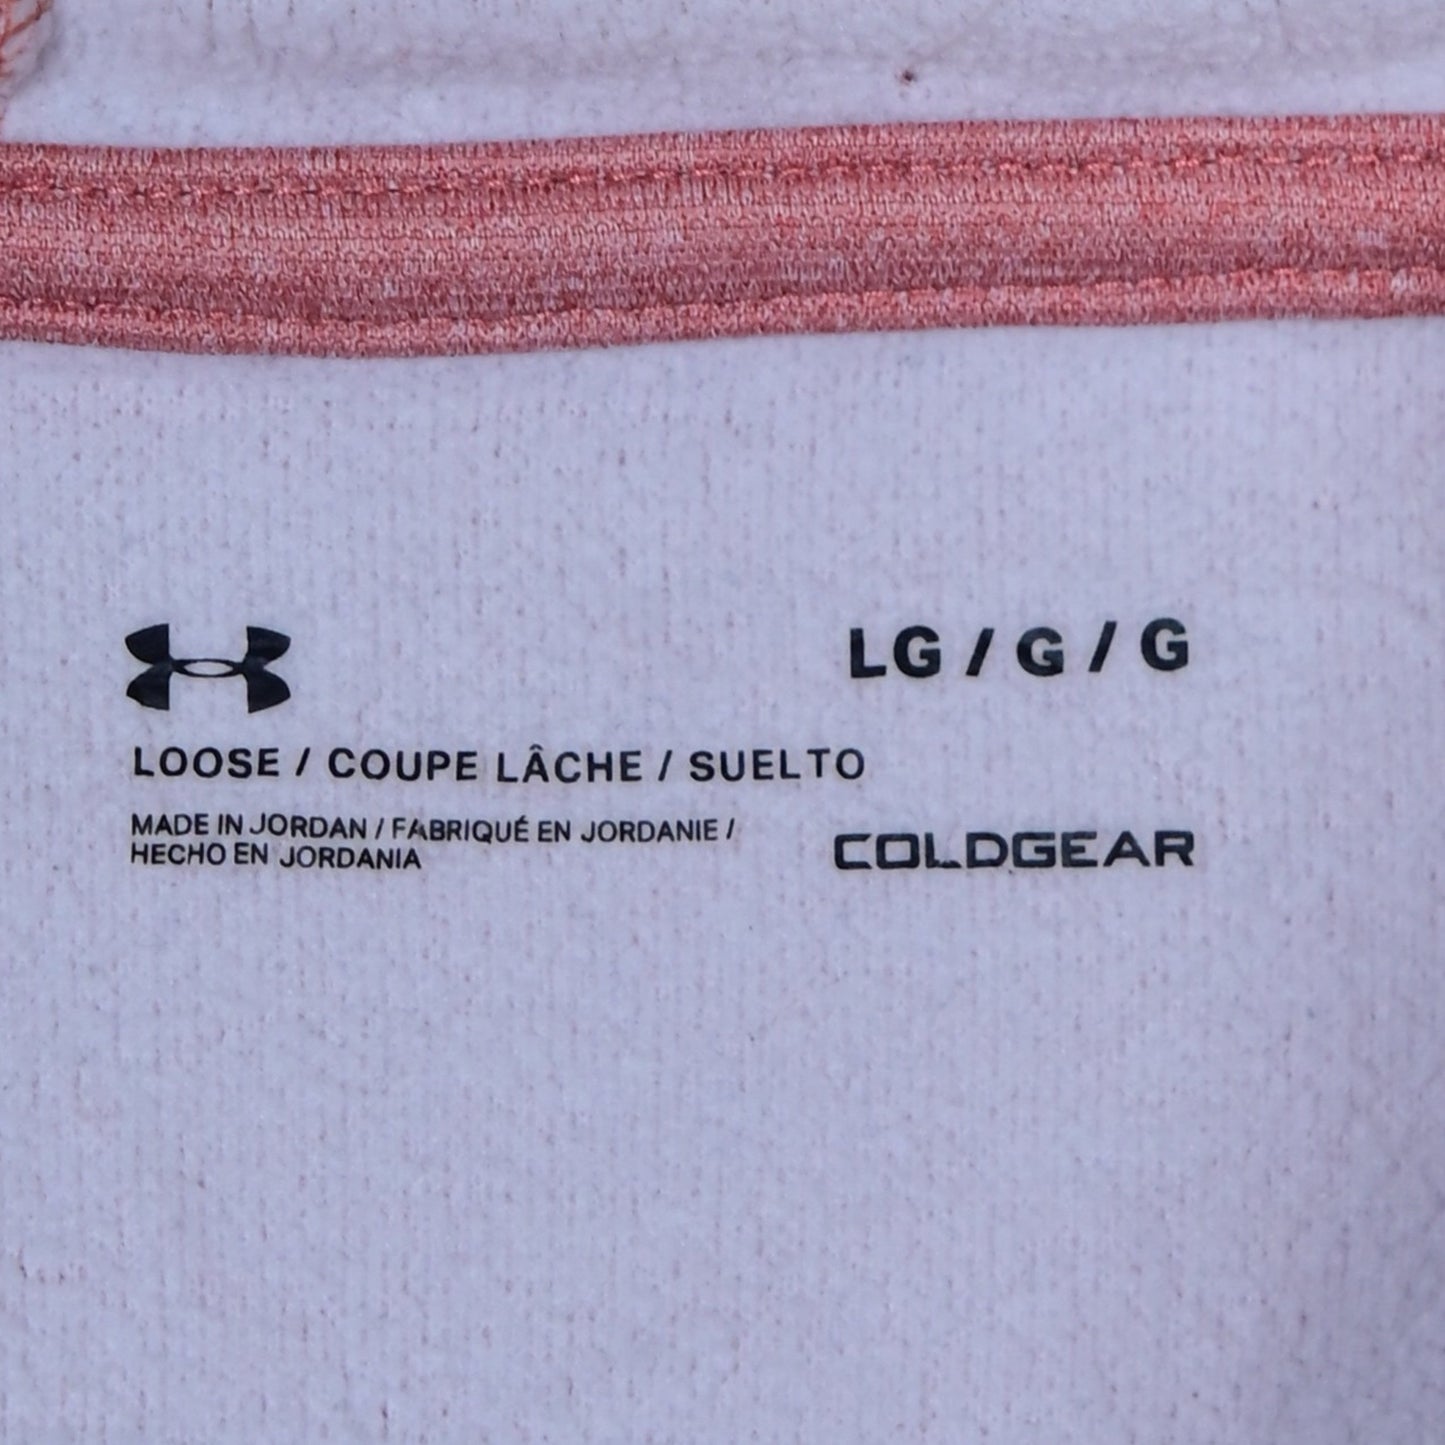 LG / G / G
LOOSE / COUPE LÂCHE / SUELTO
MADE IN JORDAN / FABRIQUÉ EN JORDANIE /
HECHO EN JORDANIA
COLDGEAR